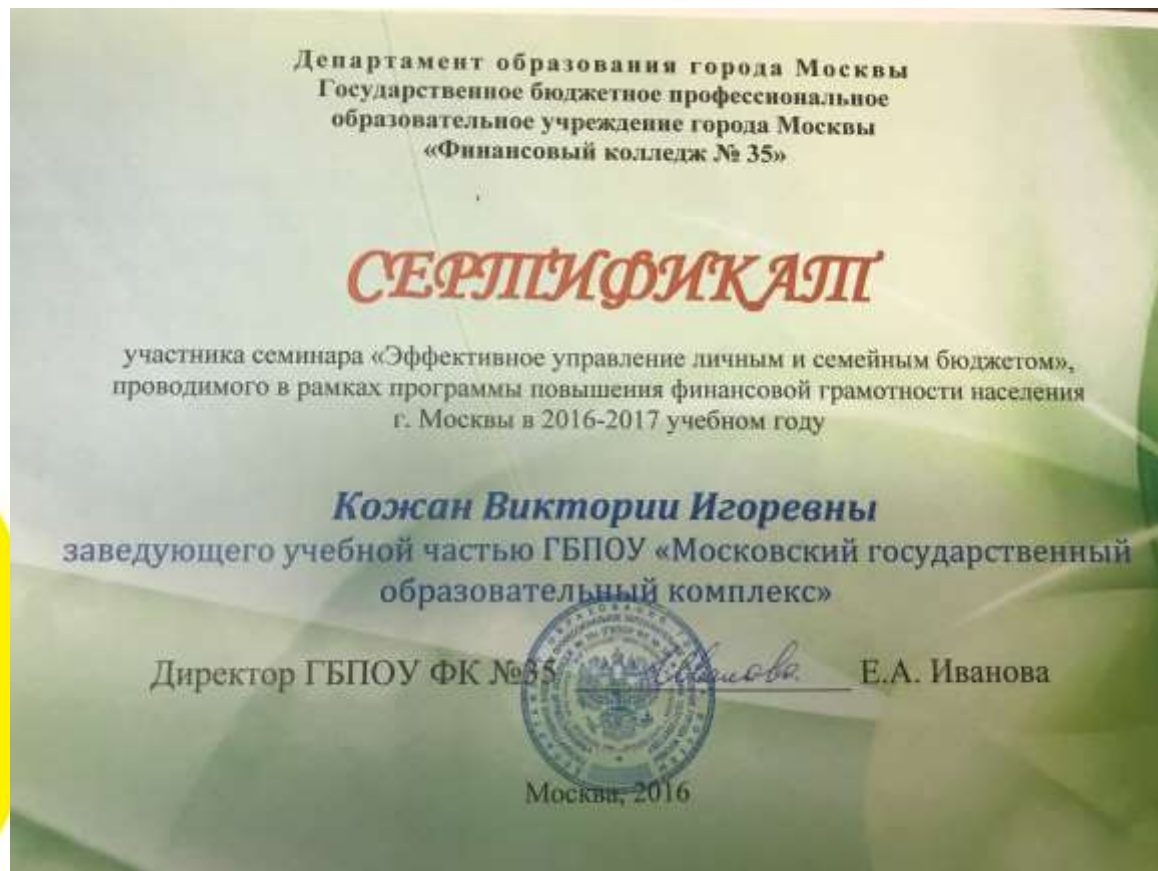 Департамент образования города Москвы
Государственное бюджетное профессиональное
образовательное учреждение города Москвы
«Финансовый колледж № 35»
СЕРТИФИКАТ
участника семинара «Эффективное управление личным и семейным бюджетом»,
проводимого в рамках программы повышения финансовой грамотности населения
г. Москвы в 2016-2017 учебном году
Кожан Виктории Игоревны
заведующего учебной частью ГБПОУ «Московский государственный
образовательный комплекс»
Директор ГБПОУ ФК №35 Е.А. Иванова
Москва, 2016